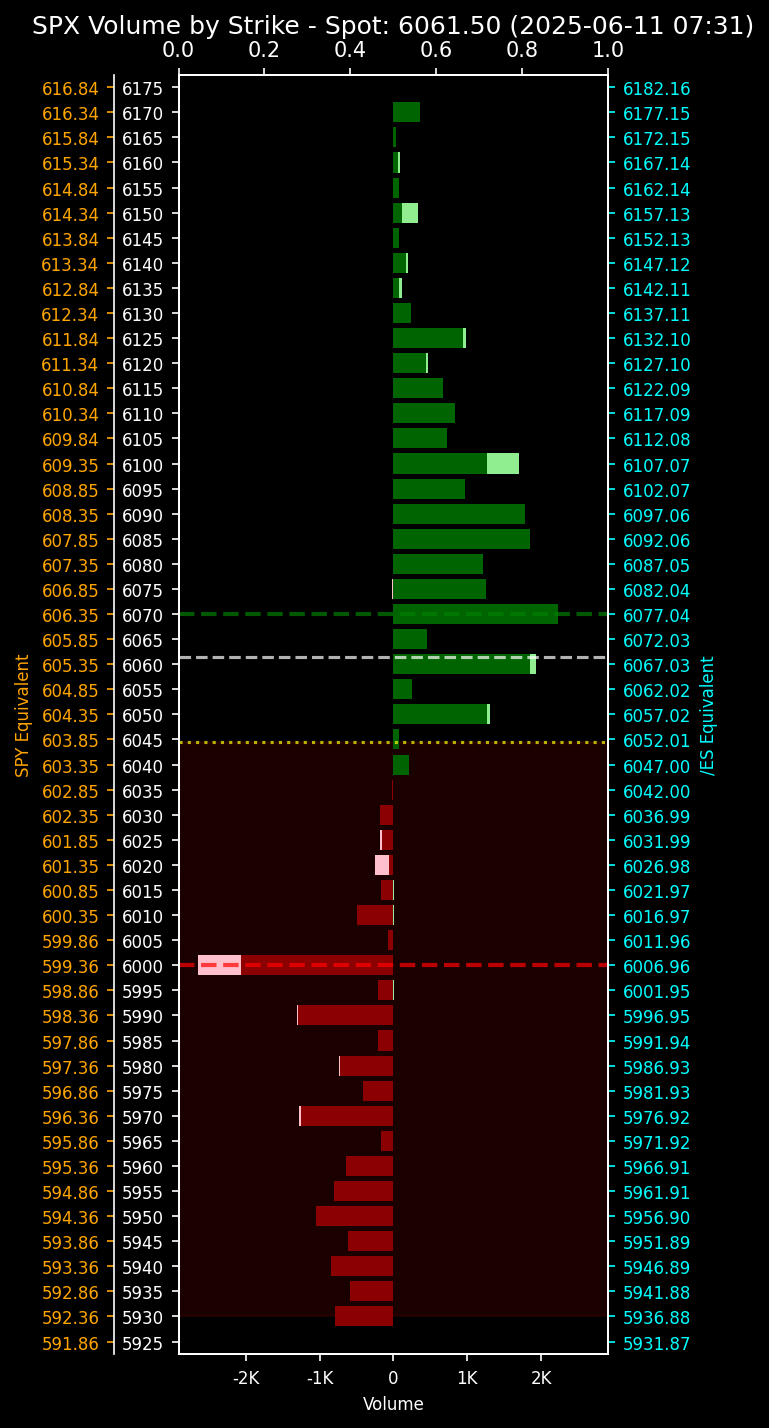 SPX Volume by Strike - Spot: 6061.50 (2025-06-11 07:31)
0.0 0.2 0.4 0.6 0.8 1.0
616.84 6175 6182.16
616.34 6170 6177.15
615.84 6165 6172.15
615.34 6160 6167.14
614.84 6155 6162.14
614.34 6150 6157.13
613.84 6145 6152.13
613.34 6140 6147.12
612.84 6135 6142.11
612.34 6130 6137.11
611.84 6125 6132.10
611.34 6120 6127.10
610.84 6115 6122.09
610.34 6110 6117.09
609.84 6105 6112.08
609.35 6100 6107.07
608.85 6095 6102.07
608.35 6090 6097.06
607.85 6085 6092.06
607.35 6080 6087.05
606.85 6075 6082.04
606.35 6070 6077.04
605.85 6065 6072.03
605.35 6060 6067.03
604.85 6055 6062.02
604.35 6050 6057.02
603.85 6045 6052.01
603.35 6040 6047.00
602.85 6035 6042.00
602.35 6030 6036.99
601.85 6025 6031.99
601.35 6020 6026.98
600.85 6015 6021.97
600.35 6010 6016.97
599.86 6005 6011.96
599.36 6000 6006.96
598.86 5995 6001.95
598.36 5990 5996.95
597.86 5985 5991.94
597.36 5980 5986.93
596.86 5975 5981.93
596.36 5970 5976.92
595.86 5965 5971.92
595.36 5960 5966.91
594.86 5955 5961.91
594.36 5950 5956.90
593.86 5945 5951.89
593.36 5940 5946.89
592.86 5935 5941.88
592.36 5930 5936.88
591.86 5925 5931.87
SPY Equivalent
/ES Equivalent
-2K -1K 0 1K 2K
Volume